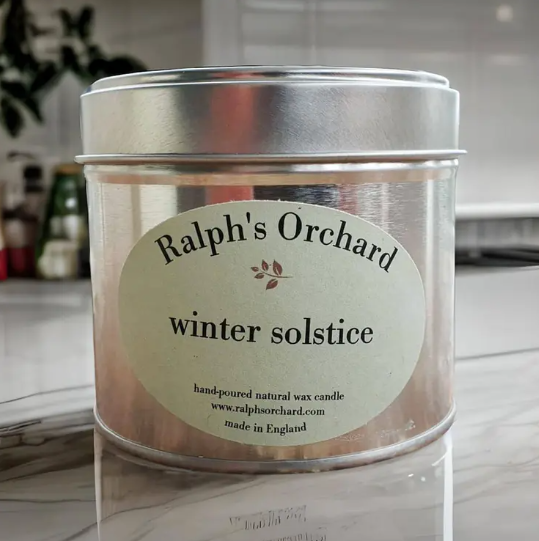 Ralph's Orchard
winter solstice
hand-poured natural wax candle
www.ralphsorchard.com
made in England